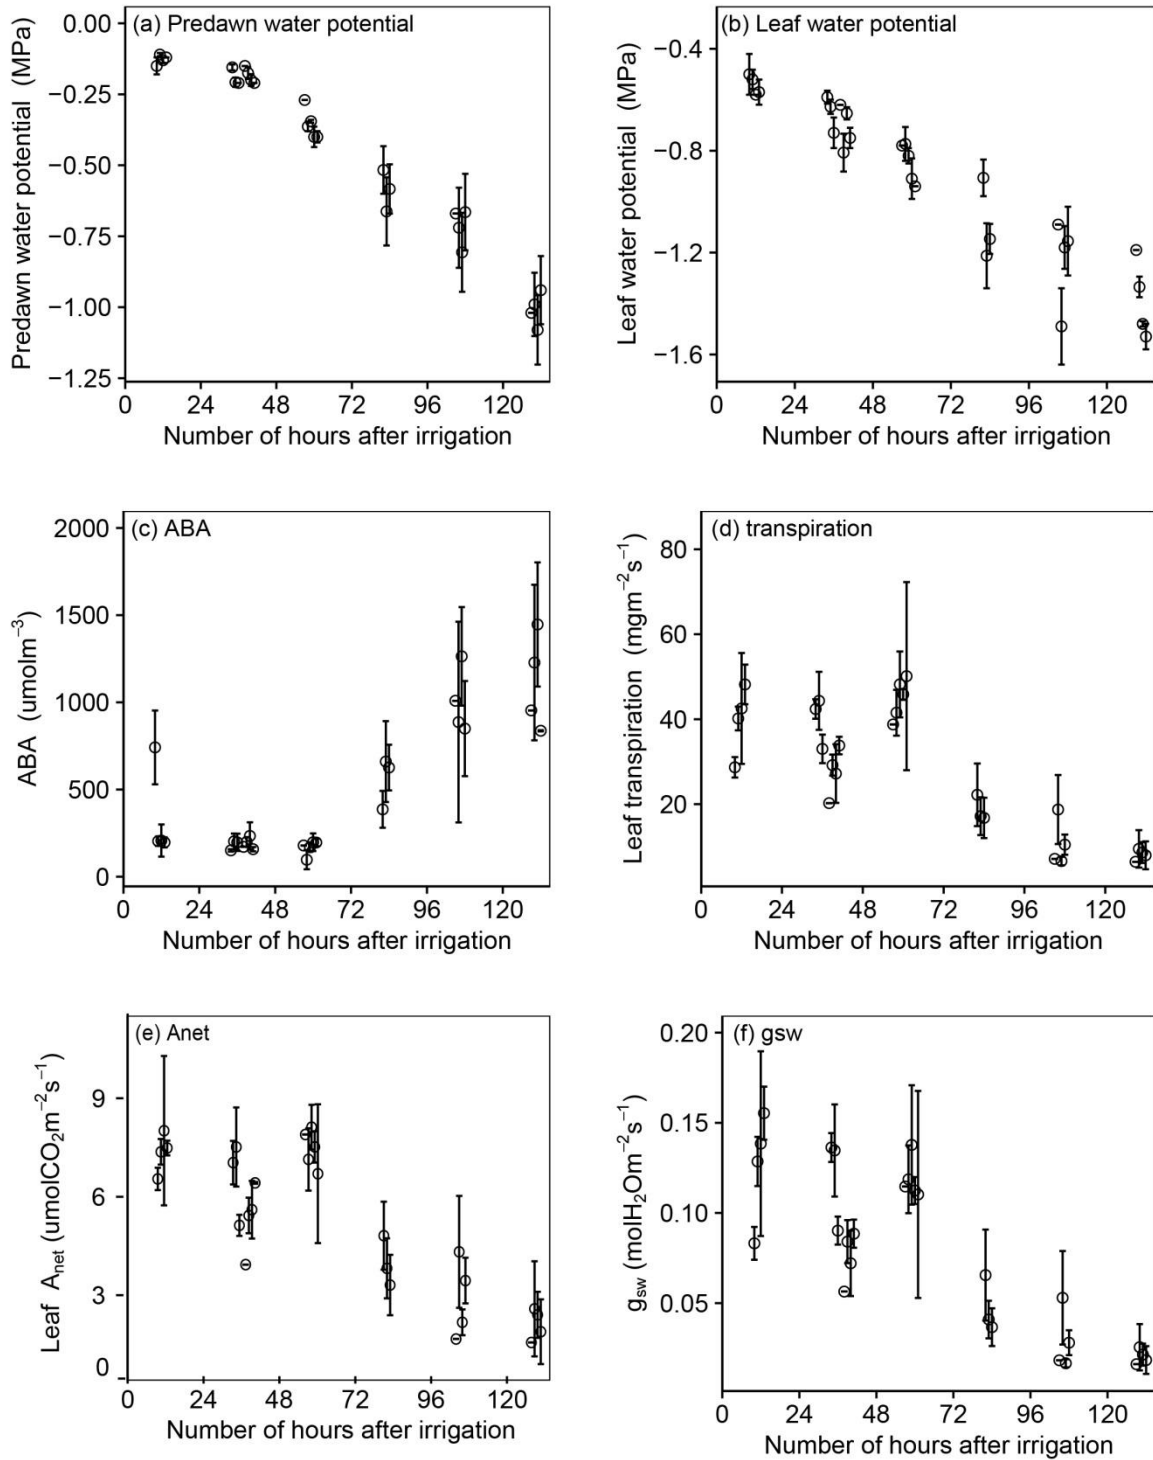 (a) Predawn water potential
Predawn water potential (MPa)
0.00
−0.25
−0.50
−0.75
−1.00
−1.25
0 24 48 72 96 120
Number of hours after irrigation
(b) Leaf water potential
Leaf water potential (MPa)
−0.4
−0.8
−1.2
−1.6
0 24 48 72 96 120
Number of hours after irrigation
(c) ABA
ABA (umolm⁻³)
2000
1500
1000
500
0
0 24 48 72 96 120
Number of hours after irrigation
(d) transpiration
Leaf transpiration (mgm⁻²s⁻¹)
80
60
40
20
0 24 48 72 96 120
Number of hours after irrigation
(e) Anet
Leaf Anet (umolCO₂m⁻²s⁻¹)
9
6
3
0
0 24 48 72 96 120
Number of hours after irrigation
(f) gsw
gsw (molH₂Om⁻²s⁻¹)
0.20
0.15
0.10
0.05
0 24 48 72 96 120
Number of hours after irrigation